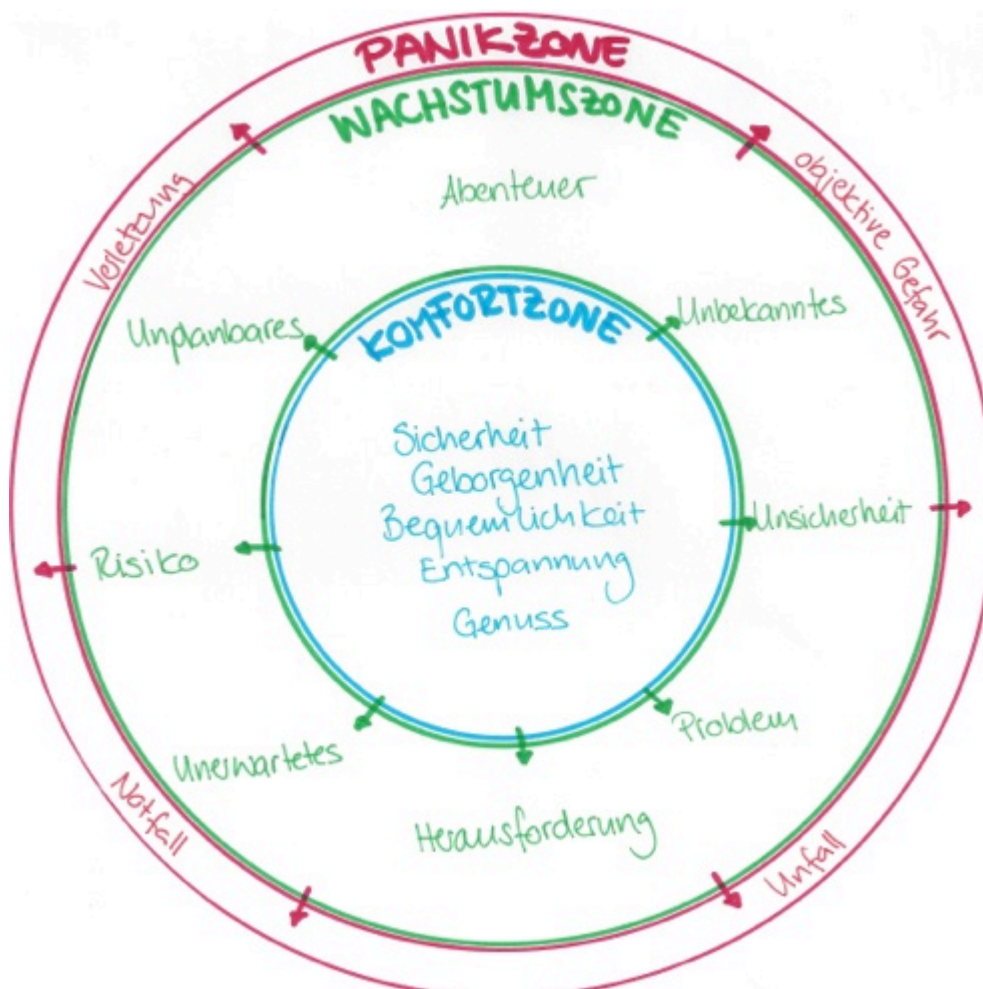 PANIKZONE
WACHSTUMSZONE
Abenteuer
Verletzung
objektive Gefahr
Unplanbares
KOMFORTZONE
Unbekanntes
Sicherheit
Geborgenheit
Bequemlichkeit
Entspannung
Genuss
Unsicherheit
Risiko
Problem
Unerwartetes
Herausforderung
Notfall
Unfall